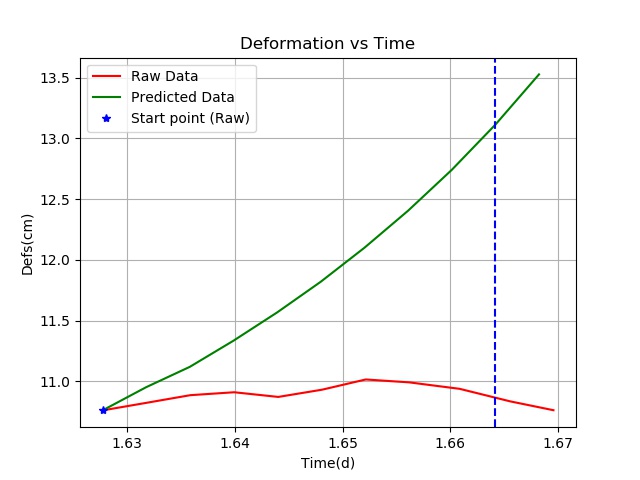 Deformation vs Time
Raw Data
Predicted Data
Start point (Raw)
13.5
13.0
12.5
12.0
11.5
11.0
Defs(cm)
1.63 1.64 1.65 1.66 1.67
Time(d)